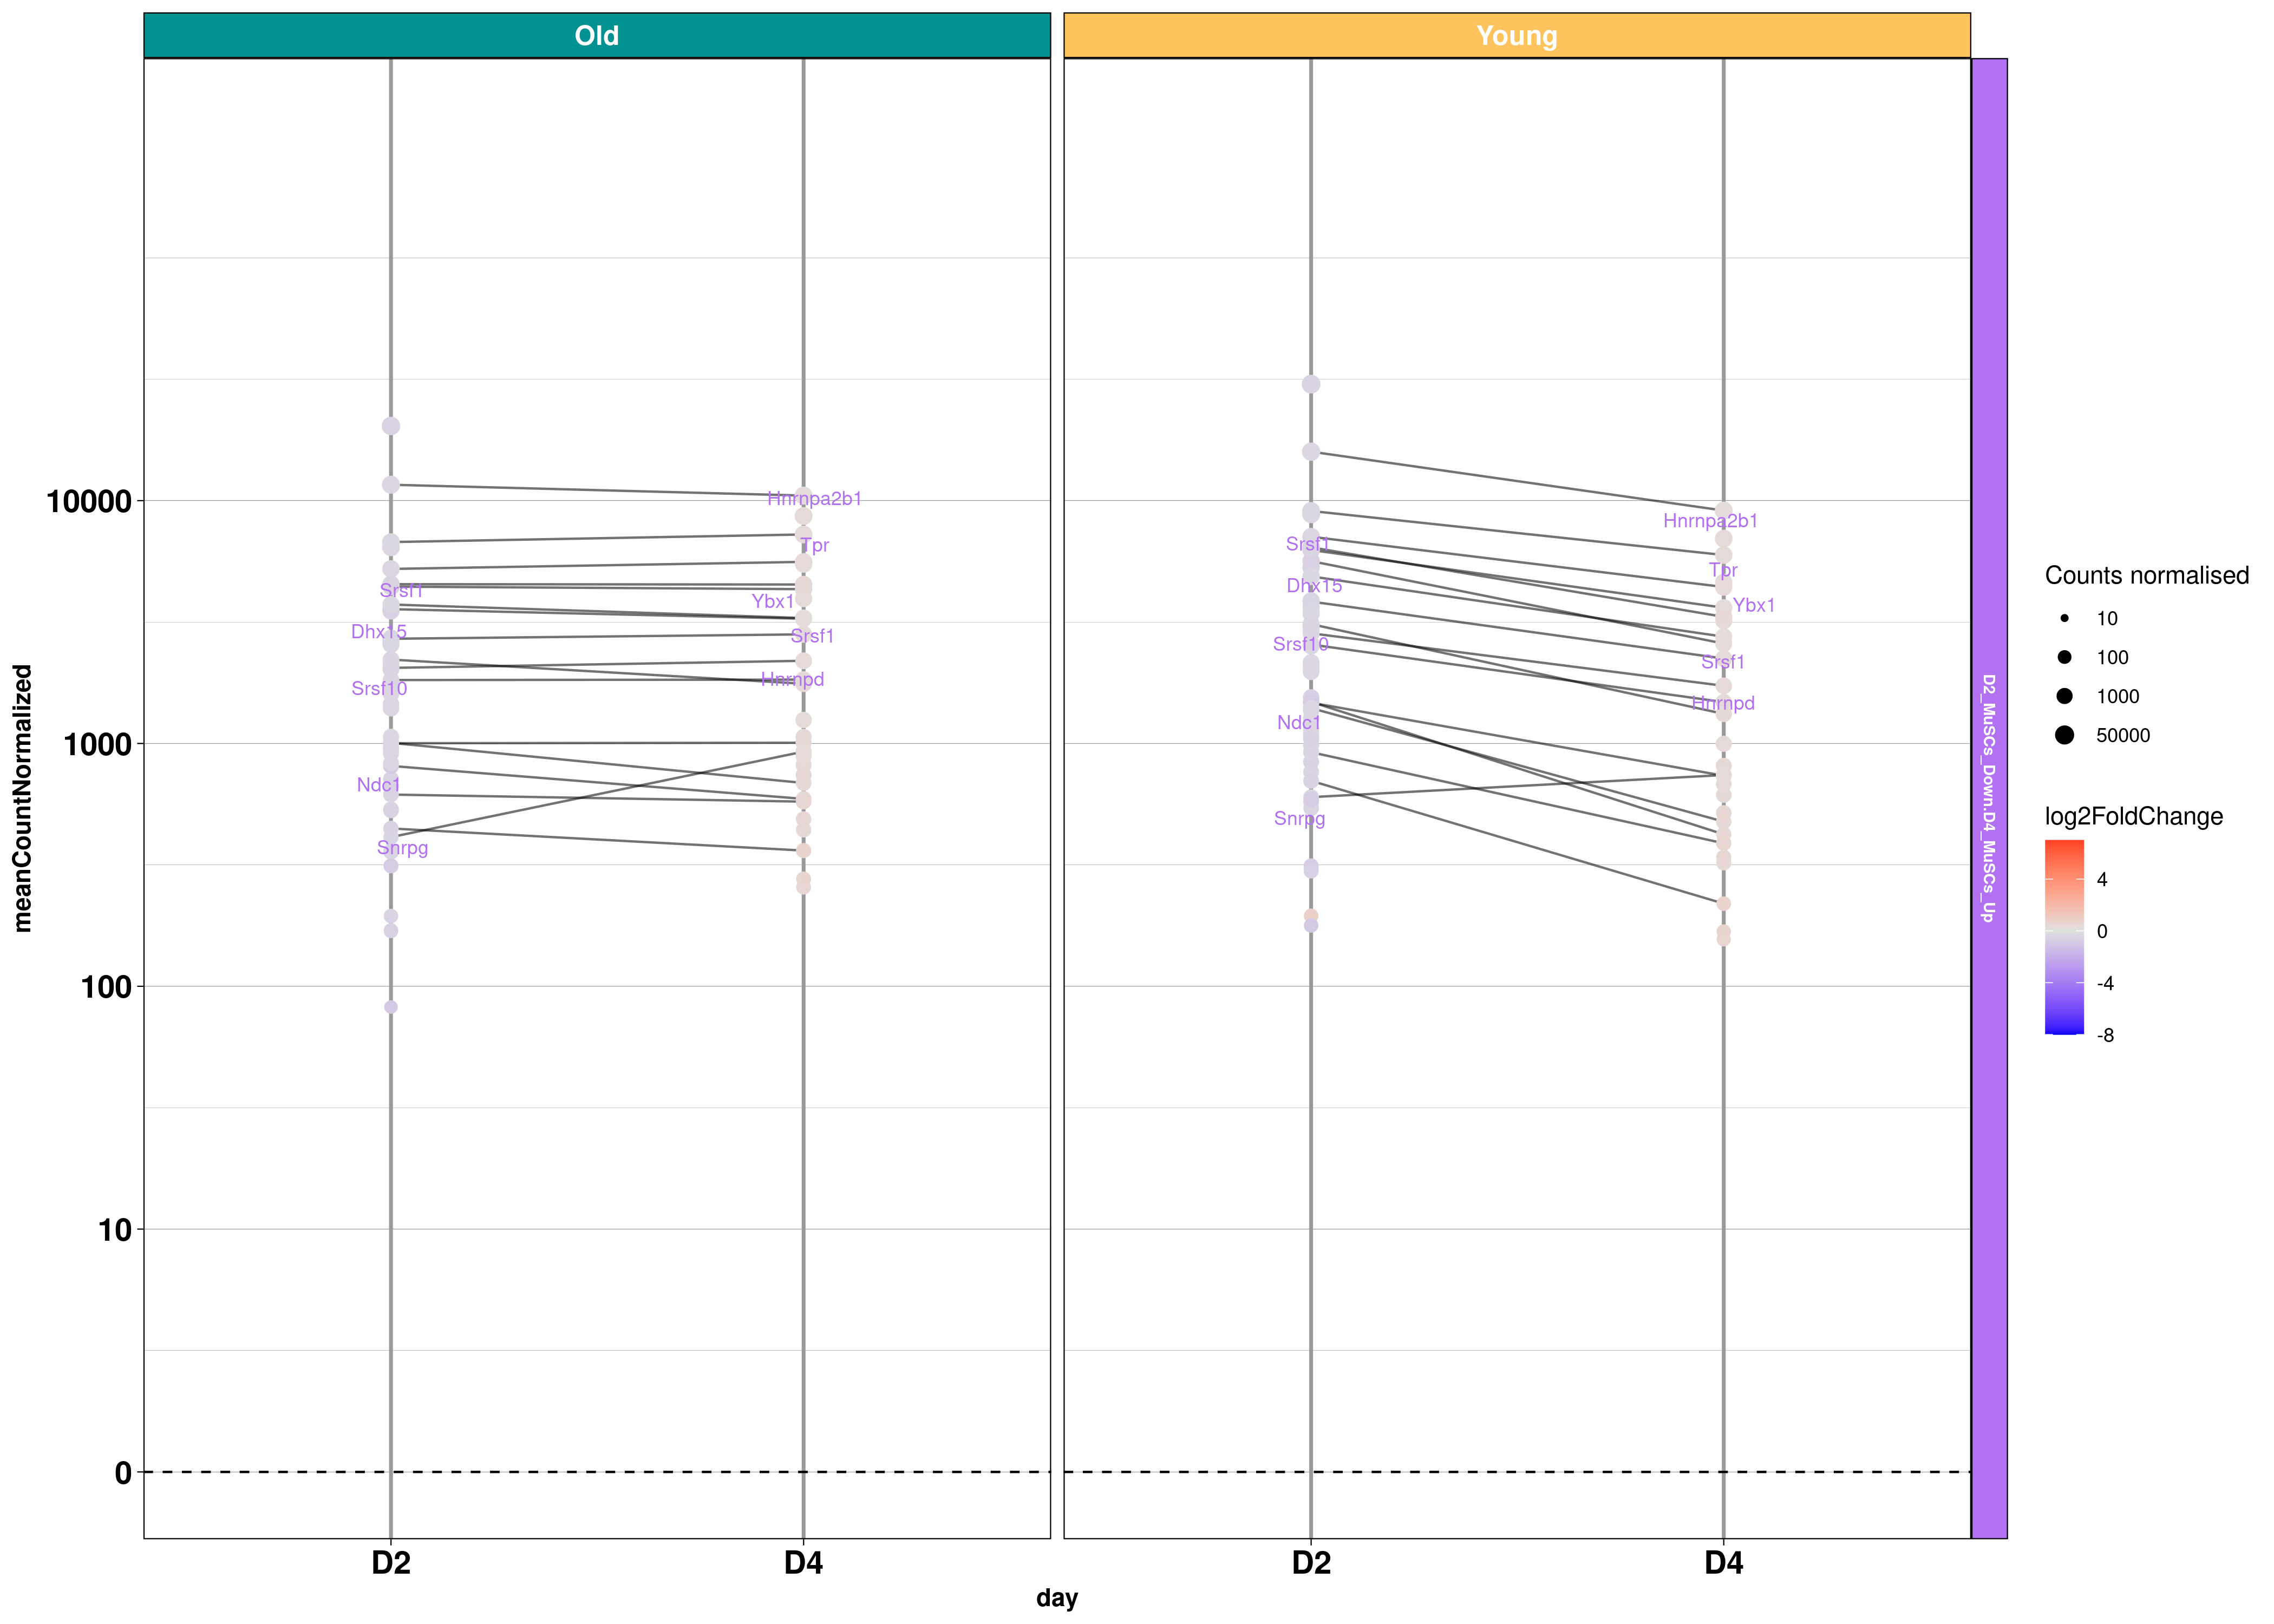 Old
Young
meanCountNormalized
10000
1000
100
10
0
Hnrnpa2b1
Tpr
Srsf1
Ybx1
Dhx15
Srsf1
Hnrnpd
Srsf10
Ndc1
Snrpg
Hnrnpa2b1
Srsf1
Tpr
Dhx15
Ybx1
Srsf10
Srsf1
Hnrnpd
Ndc1
Snrpg
D2_MuSCs_Down.D4_MuSCs_Up
D2
D4
D2
D4
day
Counts normalised
10
100
1000
50000
log2FoldChange
4
0
-4
-8